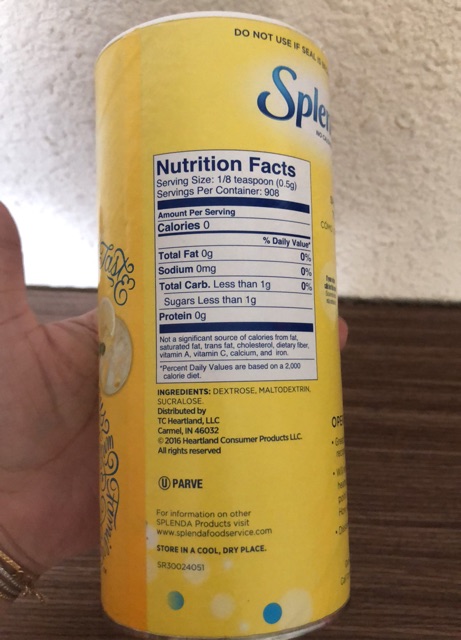 DO NOT USE IF SEAL IS
Nutrition Facts
Serving Size: 1/8 teaspoon (0.5g)
Servings Per Container: 908
Amount Per Serving
Calories 0
% Daily Value*
Total Fat 0g 0%
Sodium 0mg 0%
Total Carb. Less than 1g 0%
Sugars Less than 1g
Protein 0g
Not a significant source of calories from fat,
saturated fat, trans fat, cholesterol, dietary fiber,
vitamin A, vitamin C, calcium, and iron.
*Percent Daily Values are based on a 2,000
calorie diet.
INGREDIENTS: DEXTROSE, MALTODEXTRIN,
SUCRALOSE.
Distributed by
TC Heartland, LLC
Carmel, IN 46032
© 2016 Heartland Consumer Products LLC.
All rights reserved
U PARVE
For information on other
SPLENDA Products visit
www.splendafoodservice.com
STORE IN A COOL, DRY PLACE.
SR30024051